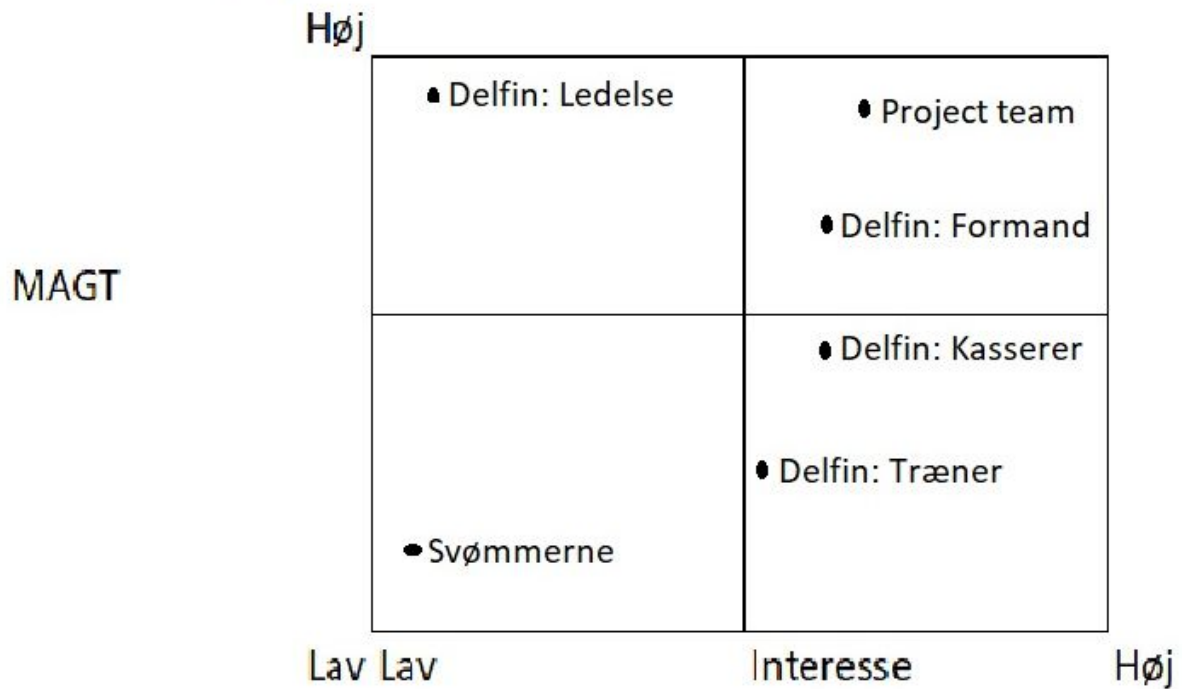 Høj
Delfin: Ledelse
Project team
Delfin: Formand
MAGT
Delfin: Kasserer
Delfin: Træner
Svømmerne
Lav Lav Interesse Høj